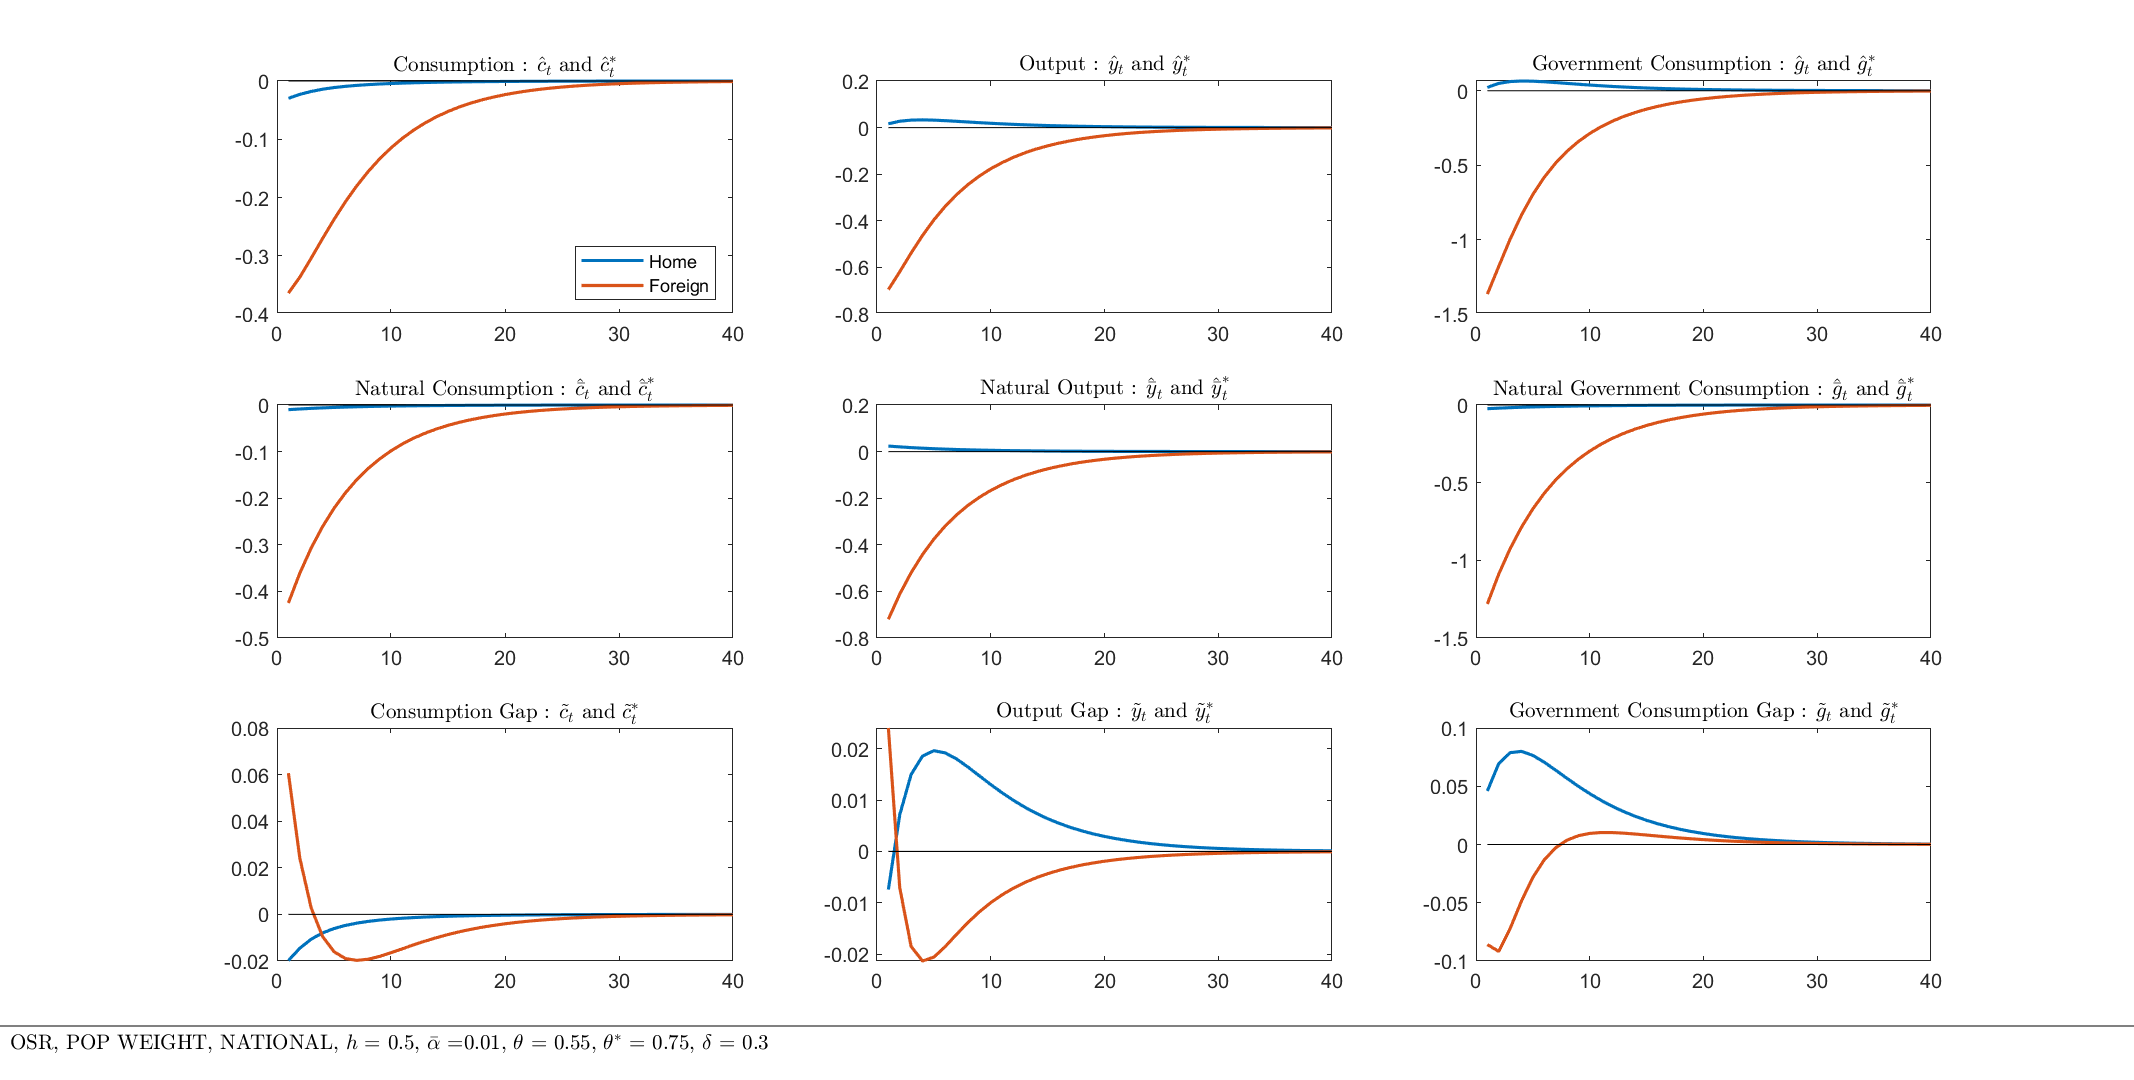 Consumption : ĉₜ and ĉₜ*
0
-0.1
-0.2
-0.3
-0.4
0 10 20 30 40
Home
Foreign
Output : ŷₜ and ŷₜ*
0.2
0
-0.2
-0.4
-0.6
-0.8
0 10 20 30 40
Government Consumption : ĝₜ and ĝₜ*
0
-0.5
-1
-1.5
0 10 20 30 40
Natural Consumption : c̄̂ₜ and c̄̂ₜ*
0
-0.1
-0.2
-0.3
-0.4
-0.5
0 10 20 30 40
Natural Output : ȳ̂ₜ and ȳ̂ₜ*
0.2
0
-0.2
-0.4
-0.6
-0.8
0 10 20 30 40
Natural Government Consumption : ḡ̂ₜ and ḡ̂ₜ*
0
-0.5
-1
-1.5
0 10 20 30 40
Consumption Gap : c̃ₜ and c̃ₜ*
0.08
0.06
0.04
0.02
0
-0.02
0 10 20 30 40
Output Gap : ỹₜ and ỹₜ*
0.02
0.01
0
-0.01
-0.02
0 10 20 30 40
Government Consumption Gap : g̃ₜ and g̃ₜ*
0.1
0.05
0
-0.05
-0.1
0 10 20 30 40
OSR, POP WEIGHT, NATIONAL, h = 0.5, ᾱ =0.01, θ = 0.55, θ* = 0.75, δ = 0.3